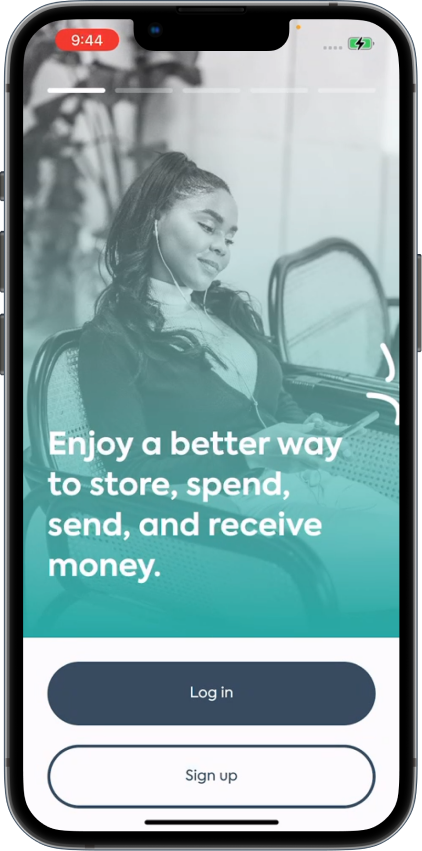 9:44
Enjoy a better way
to store, spend,
send, and receive
money.
Log in
Sign up